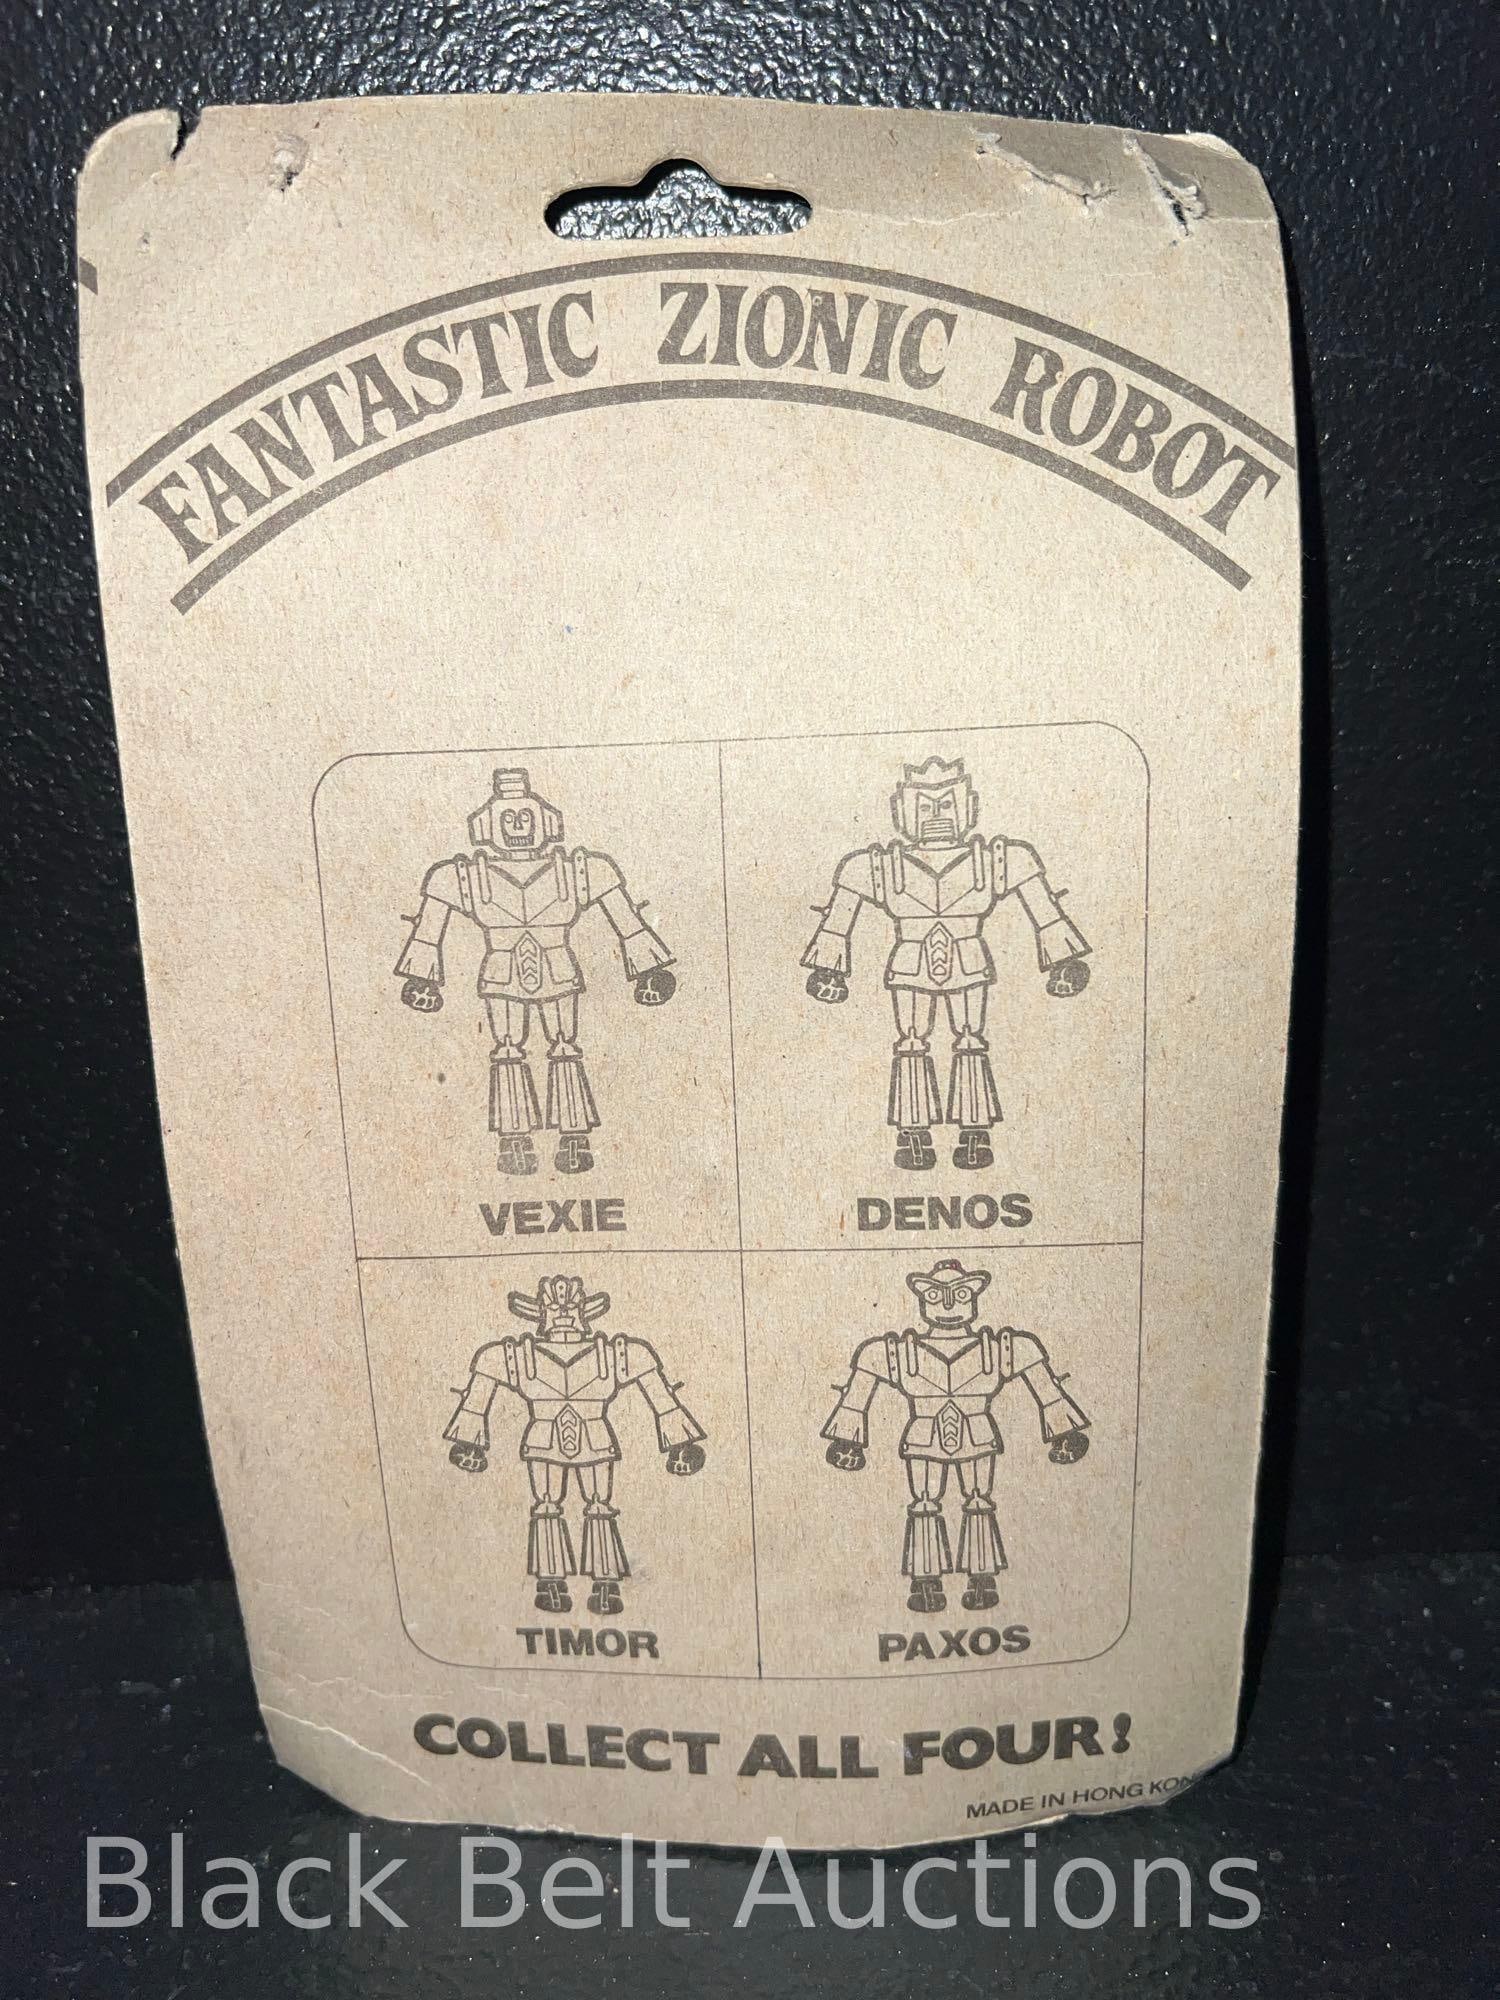 FANTASTIC ZIONIC ROBOT
VEXIE
DENOS
TIMOR
PAXOS
COLLECT ALL FOUR!
MADE IN HONG KON
Black Belt Auctions